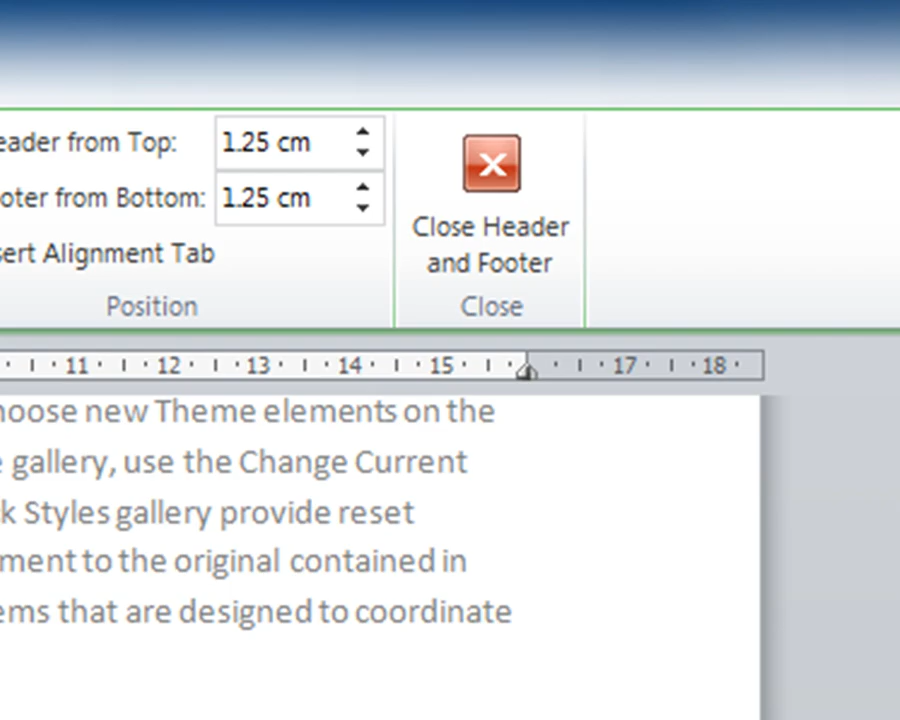 eader from Top: 1.25 cm
oter from Bottom: 1.25 cm
sert Alignment Tab
Position
Close Header
and Footer
Close
11 12 13 14 15 17 18
hoose new Theme elements on the
e gallery, use the Change Current
k Styles gallery provide reset
ment to the original contained in
ems that are designed to coordinate